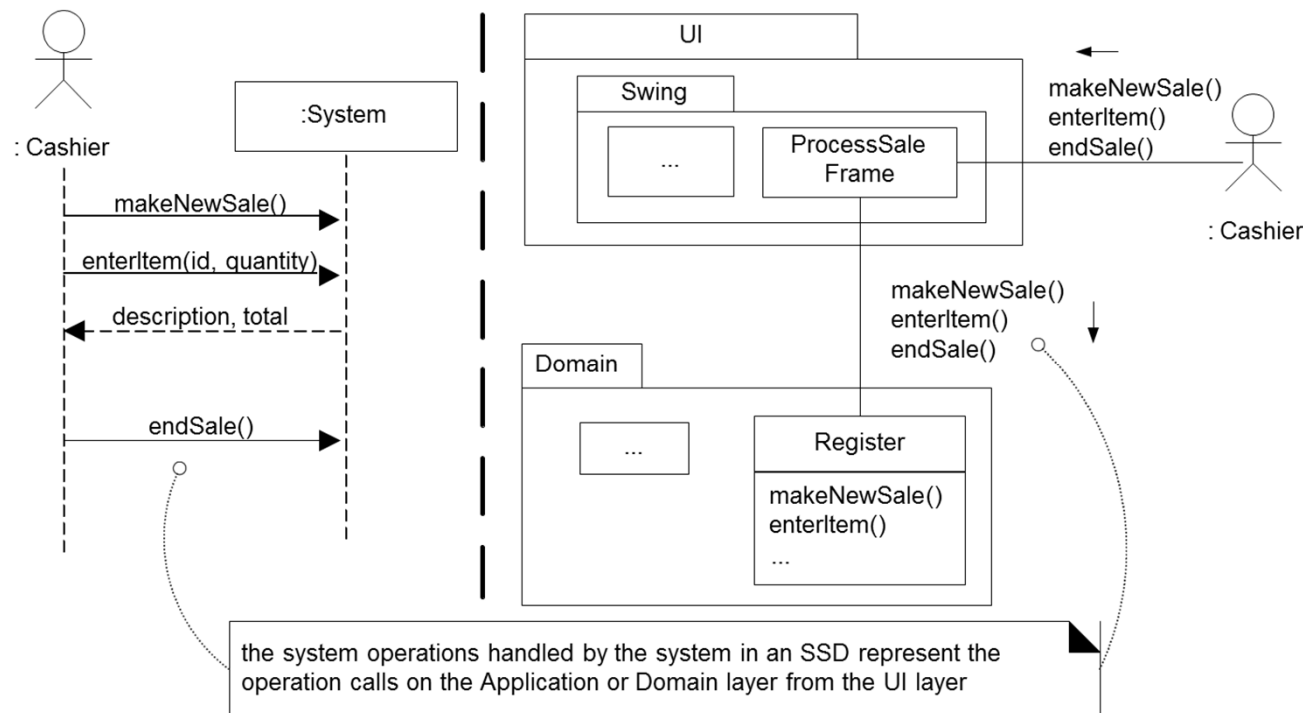 : Cashier
:System
makeNewSale()
enterItem(id, quantity)
description, total
endSale()
UI
Swing
...
ProcessSale
Frame
makeNewSale()
enterItem()
endSale()
: Cashier
makeNewSale()
enterItem()
endSale()
Domain
...
Register
makeNewSale()
enterItem()
...
the system operations handled by the system in an SSD represent the
operation calls on the Application or Domain layer from the UI layer